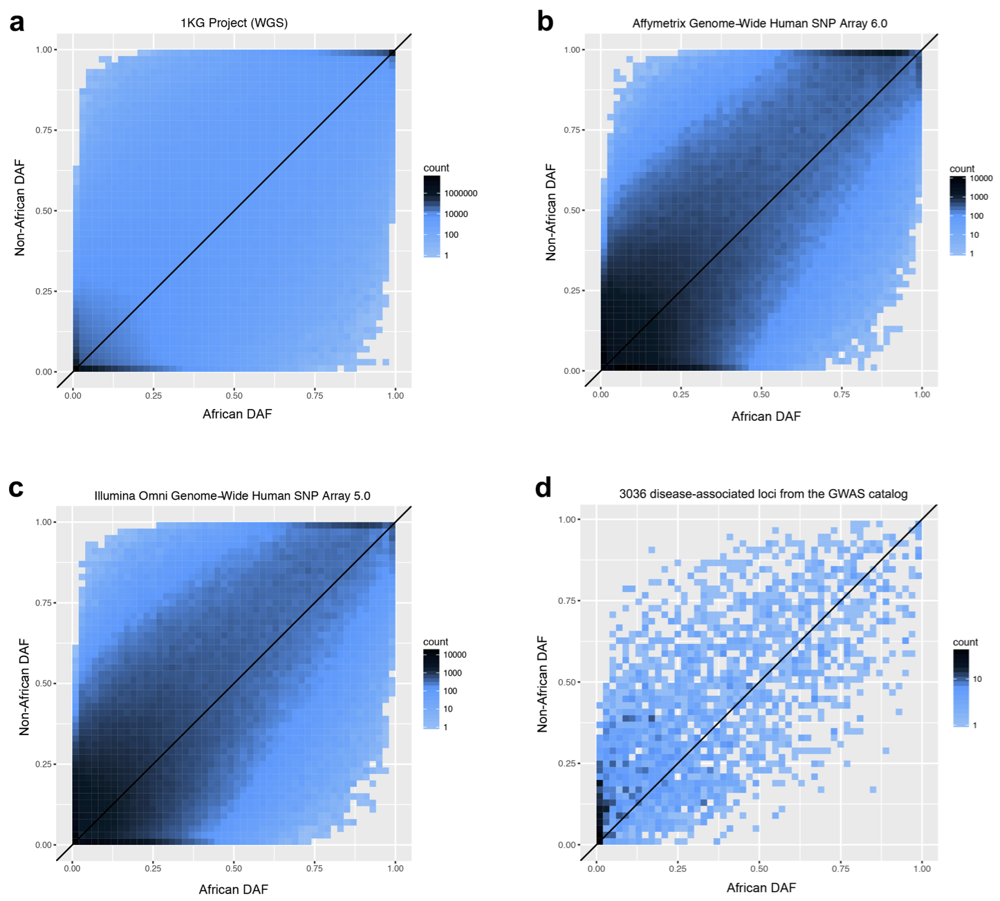 a
1KG Project (WGS)
Non-African DAF
1.00
0.75
0.50
0.25
0.00
0.00 0.25 0.50 0.75 1.00
African DAF
count
1000000
10000
100
1
b
Affymetrix Genome-Wide Human SNP Array 6.0
Non-African DAF
1.00
0.75
0.50
0.25
0.00
0.00 0.25 0.50 0.75 1.00
African DAF
count
10000
1000
100
10
1
c
Illumina Omni Genome-Wide Human SNP Array 5.0
Non-African DAF
1.00
0.75
0.50
0.25
0.00
0.00 0.25 0.50 0.75 1.00
African DAF
count
10000
1000
100
10
1
d
3036 disease-associated loci from the GWAS catalog
Non-African DAF
1.00
0.75
0.50
0.25
0.00
0.00 0.25 0.50 0.75 1.00
African DAF
count
10
1